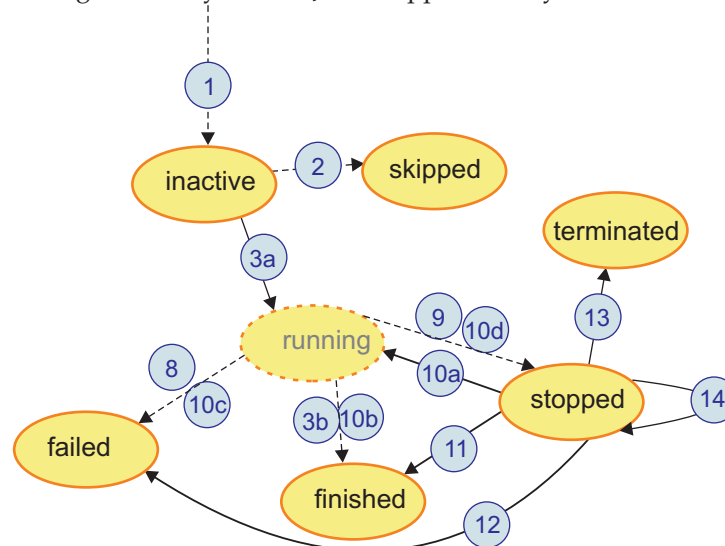 1
inactive
2
skipped
terminated
3a
9
10d
13
running
8
10a
10c
3b
10b
stopped
14
failed
11
finished
12